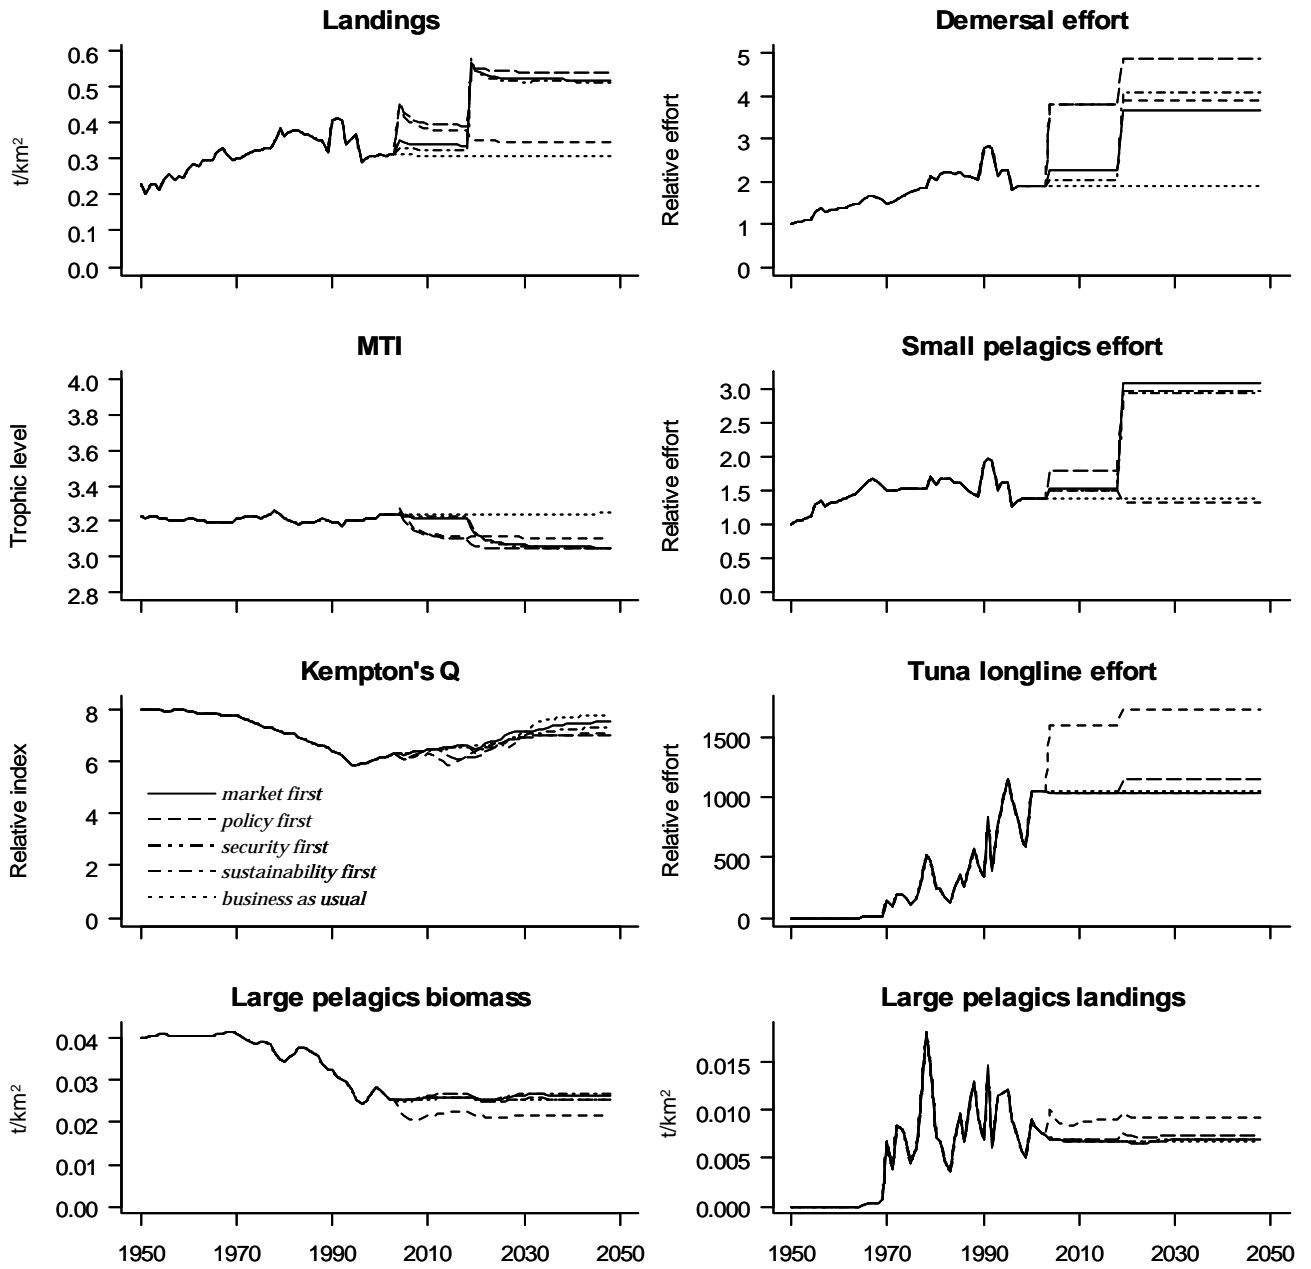 Landings
t/km²
0.6
0.5
0.4
0.3
0.2
0.1
0.0
Demersal effort
Relative effort
5
4
3
2
1
0
MTI
Trophic level
4.0
3.8
3.6
3.4
3.2
3.0
2.8
Small pelagics effort
Relative effort
3.0
2.5
2.0
1.5
1.0
0.5
0.0
Kempton's Q
Relative index
8
6
4
2
0
market first
policy first
security first
sustainability first
business as usual
Tuna longline effort
Relative effort
1500
1000
500
0
Large pelagics biomass
t/km²
0.04
0.03
0.02
0.01
0.00
1950 1970 1990 2010 2030 2050
Large pelagics landings
t/km²
0.015
0.010
0.005
0.000
1950 1970 1990 2010 2030 2050